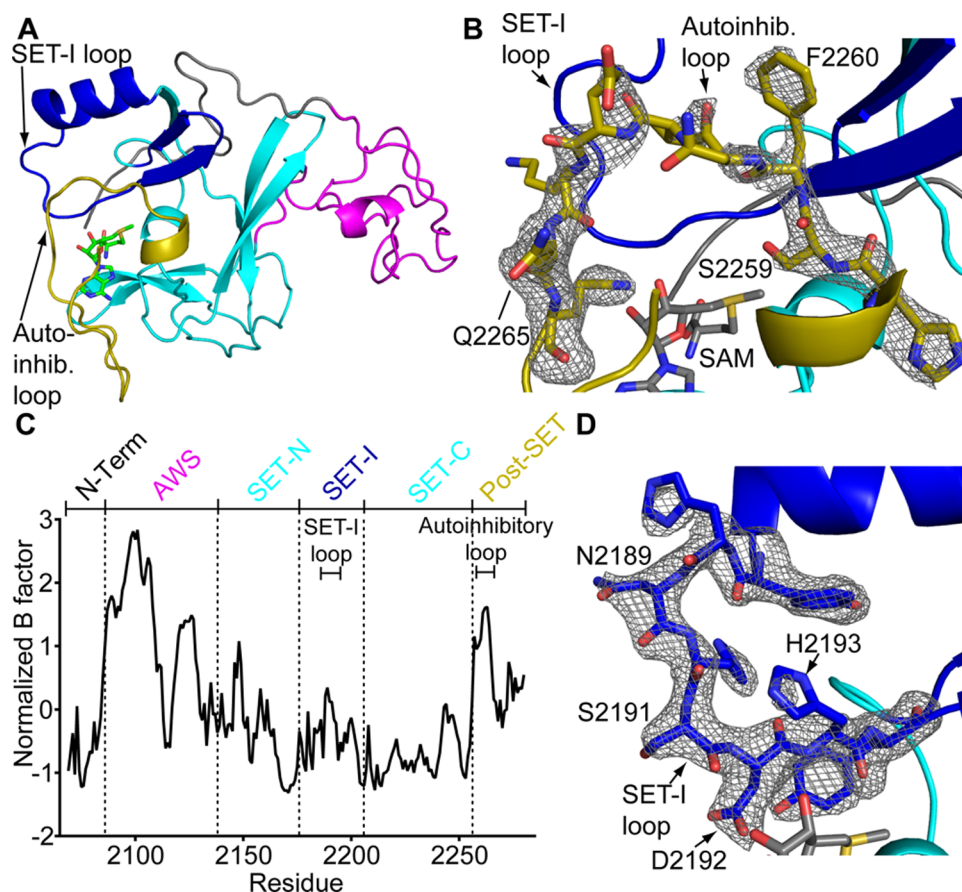 A
SET-I loop
Auto-
inhib.
loop
B
SET-I
loop
Autoinhib.
loop
F2260
S2259
Q2265
SAM
C
N-Term
AWS
SET-N
SET-I
SET-C
Post-SET
SET-I
loop
Autoinhibitory
loop
Normalized B factor
3
2
1
0
-1
-2
2100
2150
2200
2250
Residue
D
N2189
H2193
S2191
SET-I
loop
D2192